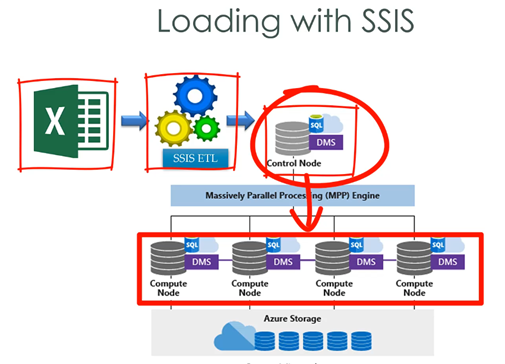 Loading with SSIS
X
SSIS ETL
SQL
DMS
Control Node
Massively Parallel Processing (MPP) Engine
SQL
DMS
Compute
Node
SQL
DMS
Compute
Node
SQL
DMS
Compute
Node
SQL
DMS
Compute
Node
Azure Storage